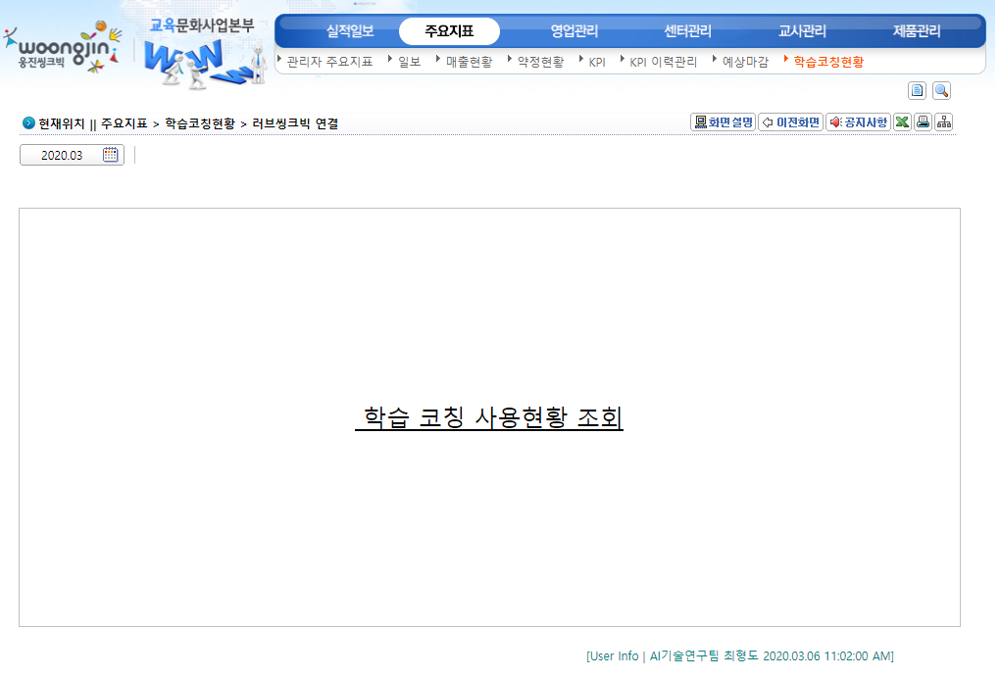 woongjin
웅진씽크빅
교육문화사업본부
WOW
실적일보 주요지표 영업관리 센터관리 교사관리 제품관리
관리자 주요지표 일보 매출현황 약정현황 KPI KPI 이력관리 예상마감 학습코칭현황
현재위치 || 주요지표 > 학습코칭현황 > 러브씽크빅 연결
화면설명 이전화면 공지사항
2020.03
학습 코칭 사용현황 조회
[User Info | AI기술연구팀 최형도 2020.03.06 11:02:00 AM]